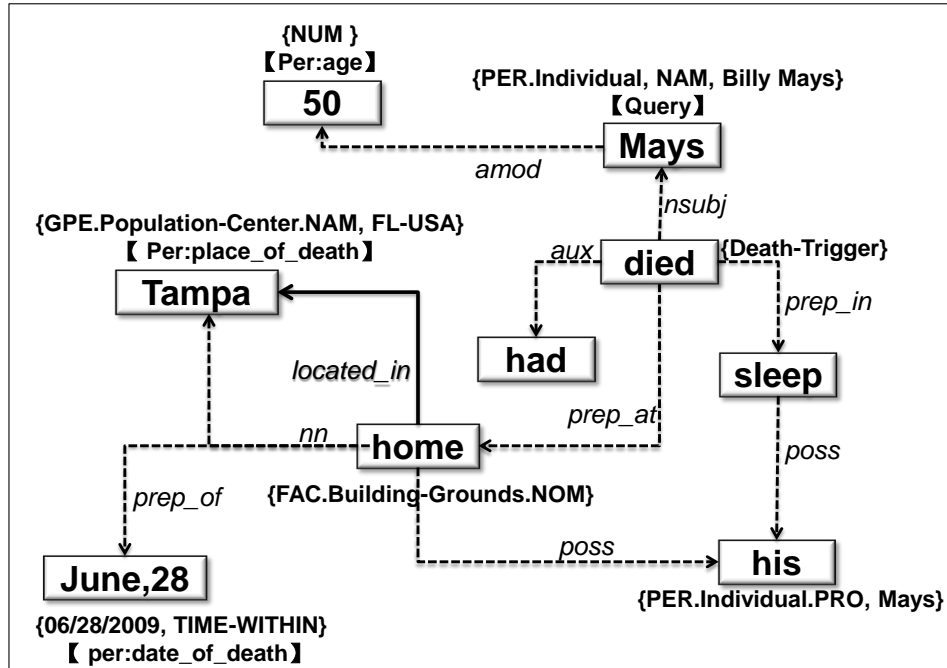 {NUM }
【Per:age】
50
{PER.Individual, NAM, Billy Mays}
【Query】
Mays
amod
nsubj
{GPE.Population-Center.NAM, FL-USA}
【 Per:place_of_death】
Tampa
aux
died
{Death-Trigger}
prep_in
had
sleep
located_in
prep_at
nn
home
poss
prep_of
{FAC.Building-Grounds.NOM}
poss
his
June,28
{PER.Individual.PRO, Mays}
{06/28/2009, TIME-WITHIN}
【 per:date_of_death】